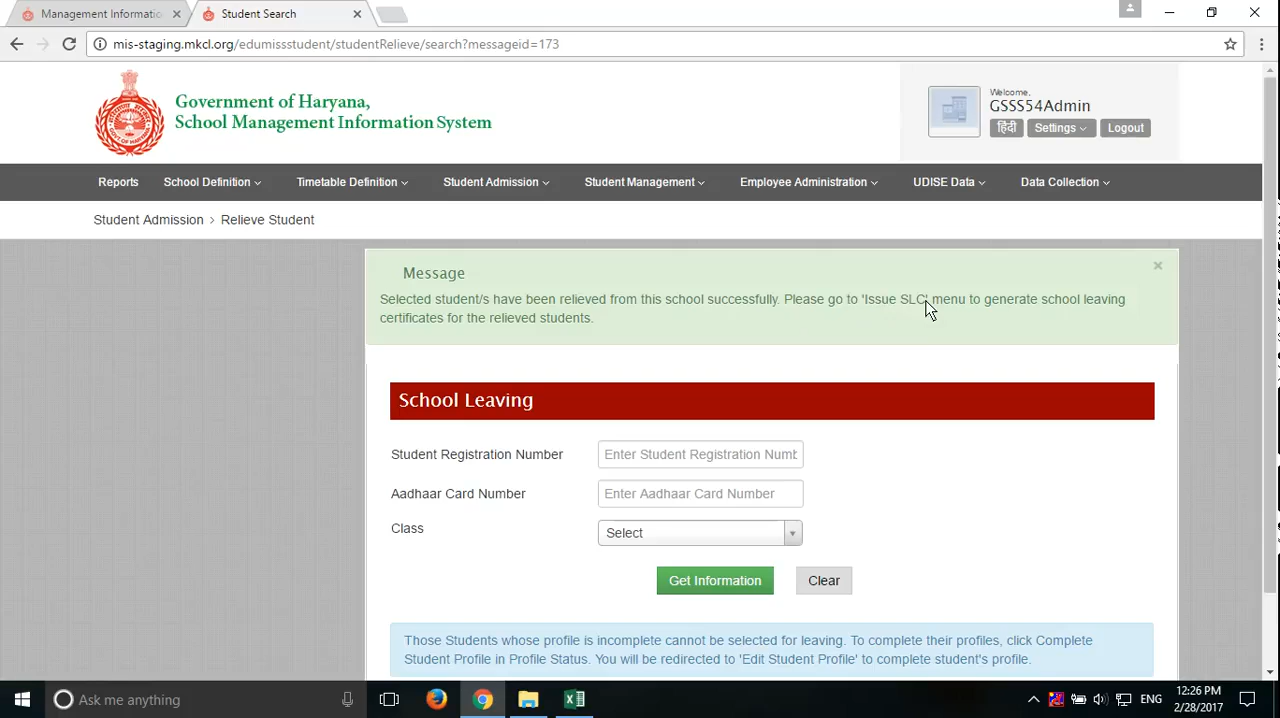 Management Informatio
Student Search
mis-staging.mkcl.org/edumissstudent/studentRelieve/search?messageid=173
Government of Haryana,
School Management Information System
Welcome,
GSSS54Admin
हिंदी Settings Logout
Reports School Definition Timetable Definition Student Admission Student Management Employee Administration UDISE Data Data Collection
Student Admission > Relieve Student
Message
×
Selected student/s have been relieved from this school successfully. Please go to 'Issue SLC' menu to generate school leaving
certificates for the relieved students.
School Leaving
Student Registration Number Enter Student Registration Numb
Aadhaar Card Number Enter Aadhaar Card Number
Class Select
Get Information Clear
Those Students whose profile is incomplete cannot be selected for leaving. To complete their profiles, click Complete
Student Profile in Profile Status. You will be redirected to 'Edit Student Profile' to complete student's profile.
Ask me anything
ENG
12:26 PM
2/28/2017